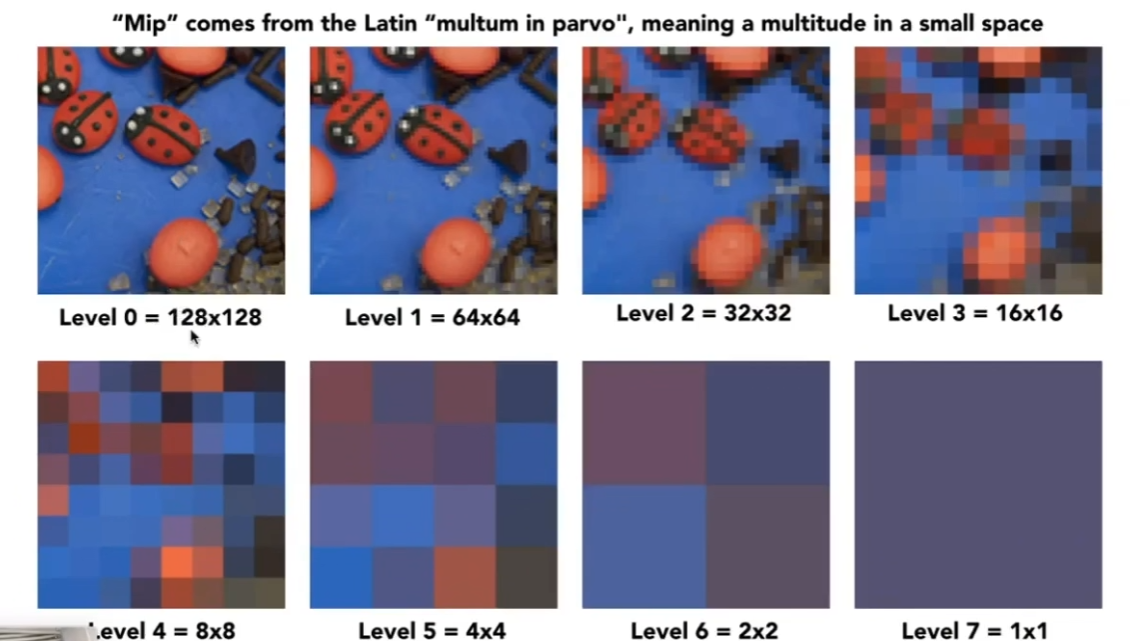 “Mip” comes from the Latin “multum in parvo", meaning a multitude in a small space
Level 0 = 128x128
Level 1 = 64x64
Level 2 = 32x32
Level 3 = 16x16
Level 4 = 8x8
Level 5 = 4x4
Level 6 = 2x2
Level 7 = 1x1